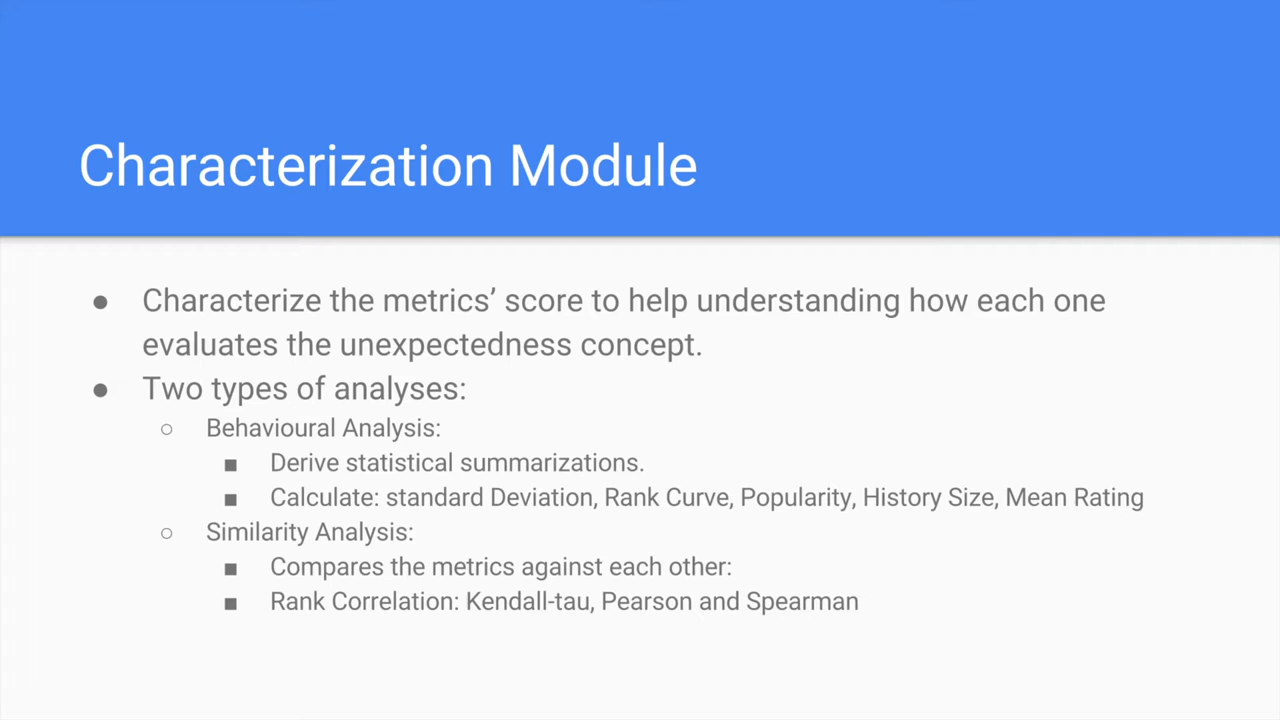 Characterization Module
● Characterize the metrics’ score to help understanding how each one
evaluates the unexpectedness concept.
● Two types of analyses:
○ Behavioural Analysis:
■ Derive statistical summarizations.
■ Calculate: standard Deviation, Rank Curve, Popularity, History Size, Mean Rating
○ Similarity Analysis:
■ Compares the metrics against each other:
■ Rank Correlation: Kendall-tau, Pearson and Spearman